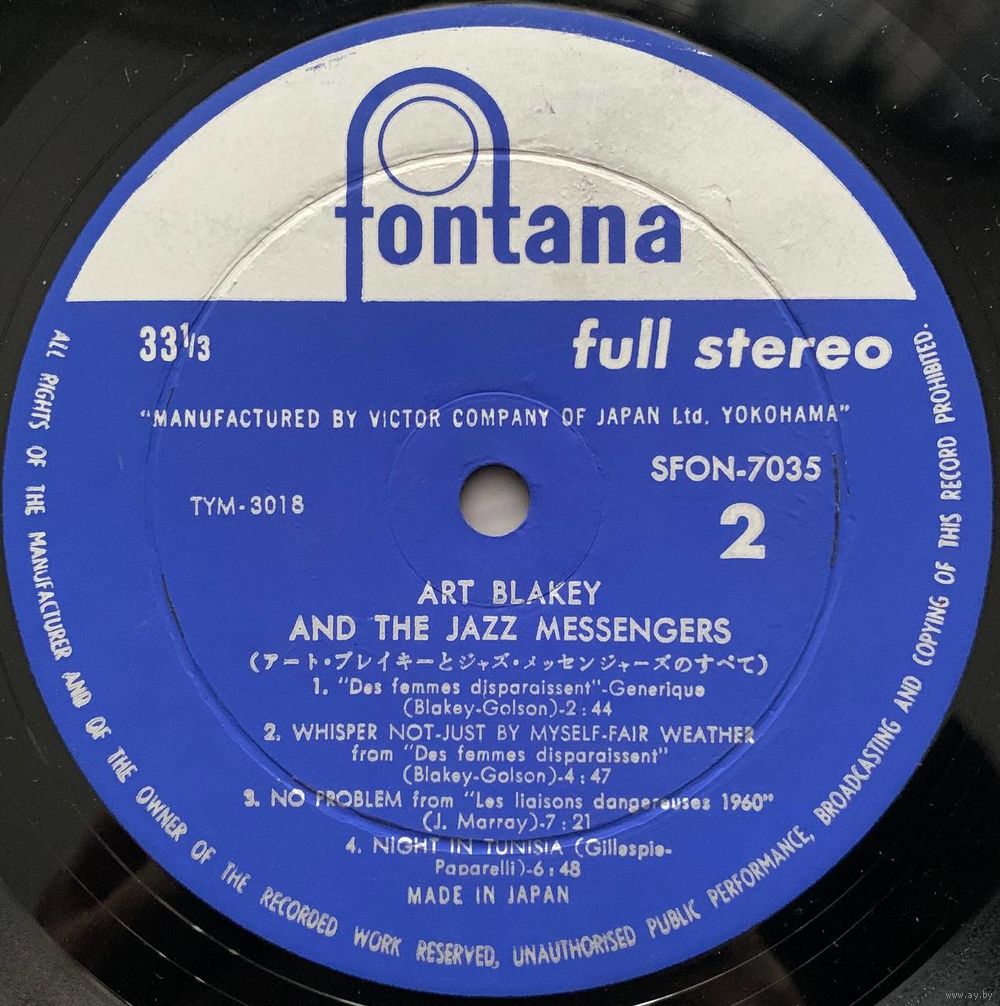 fontana
33 1/3
full stereo
"MANUFACTURED BY VICTOR COMPANY OF JAPAN Ltd. YOKOHAMA"
SFON-7035
TYM-3018
2
ART BLAKEY
AND THE JAZZ MESSENGERS
(アート・ブレイキーとジャズ・メッセンジャーズのすべて)
1. "Des femmes disparaissent"-Generique
(Blakey-Golson)-2:44
2. WHISPER NOT-JUST BY MYSELF-FAIR WEATHER
from "Des femmes disparaissent"
(Blakey-Golson)-4:47
3. NO PROBLEM from "Les liaisons dangereuses 1960"
(J. Marray)-7:21
4. NIGHT IN TUNISIA (Gillespie-
Paparelli)-6:48
MADE IN JAPAN
ALL RIGHTS OF THE MANUFACTURER AND OF THE OWNER OF THE RECORDED WORK RESERVED, UNAUTHORISED PUBLIC PERFORMANCE, BROADCASTING AND COPYING OF THIS RECORD PROHIBITED.
www.ay.by